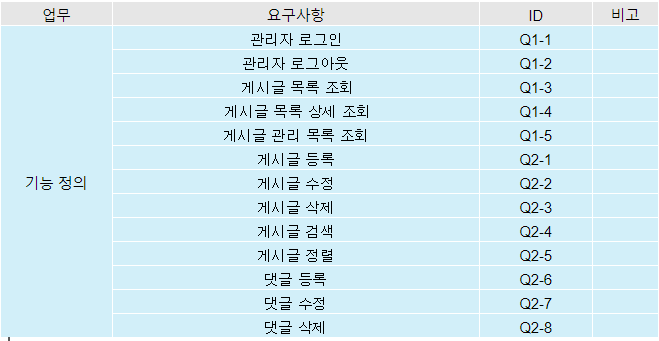 업무 요구사항 ID 비고
관리자 로그인 Q1-1
관리자 로그아웃 Q1-2
게시글 목록 조회 Q1-3
게시글 목록 상세 조회 Q1-4
게시글 관리 목록 조회 Q1-5
게시글 등록 Q2-1
기능 정의 게시글 수정 Q2-2
게시글 삭제 Q2-3
게시글 검색 Q2-4
게시글 정렬 Q2-5
댓글 등록 Q2-6
댓글 수정 Q2-7
댓글 삭제 Q2-8